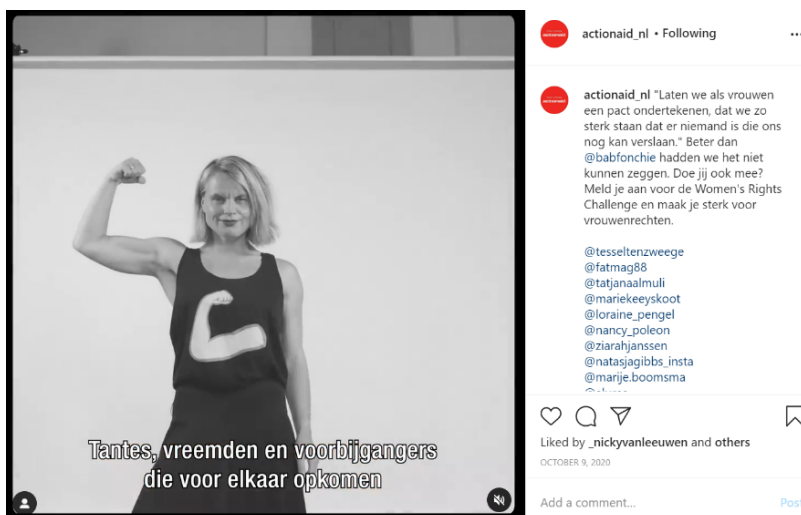 Tantes, vreemden en voorbijgangers
die voor elkaar opkomen
actionaid_nl • Following
actionaid_nl "Laten we als vrouwen
een pact ondertekenen, dat we zo
sterk staan dat er niemand is die ons
nog kan verslaan." Beter dan
@babfonchie hadden we het niet
kunnen zeggen. Doe jij ook mee?
Meld je aan voor de Women's Rights
Challenge en maak je sterk voor
vrouwenrechten.
@tesseltenzweege
@fatmag88
@tatjanaalmuli
@mariekeeyskoot
@loraine_pengel
@nancy_poleon
@ziarahjanssen
@natasjagibbs_insta
@marije.boomsma
Liked by _nickyvanleeuwen and others
OCTOBER 9, 2020
Add a comment...
Post